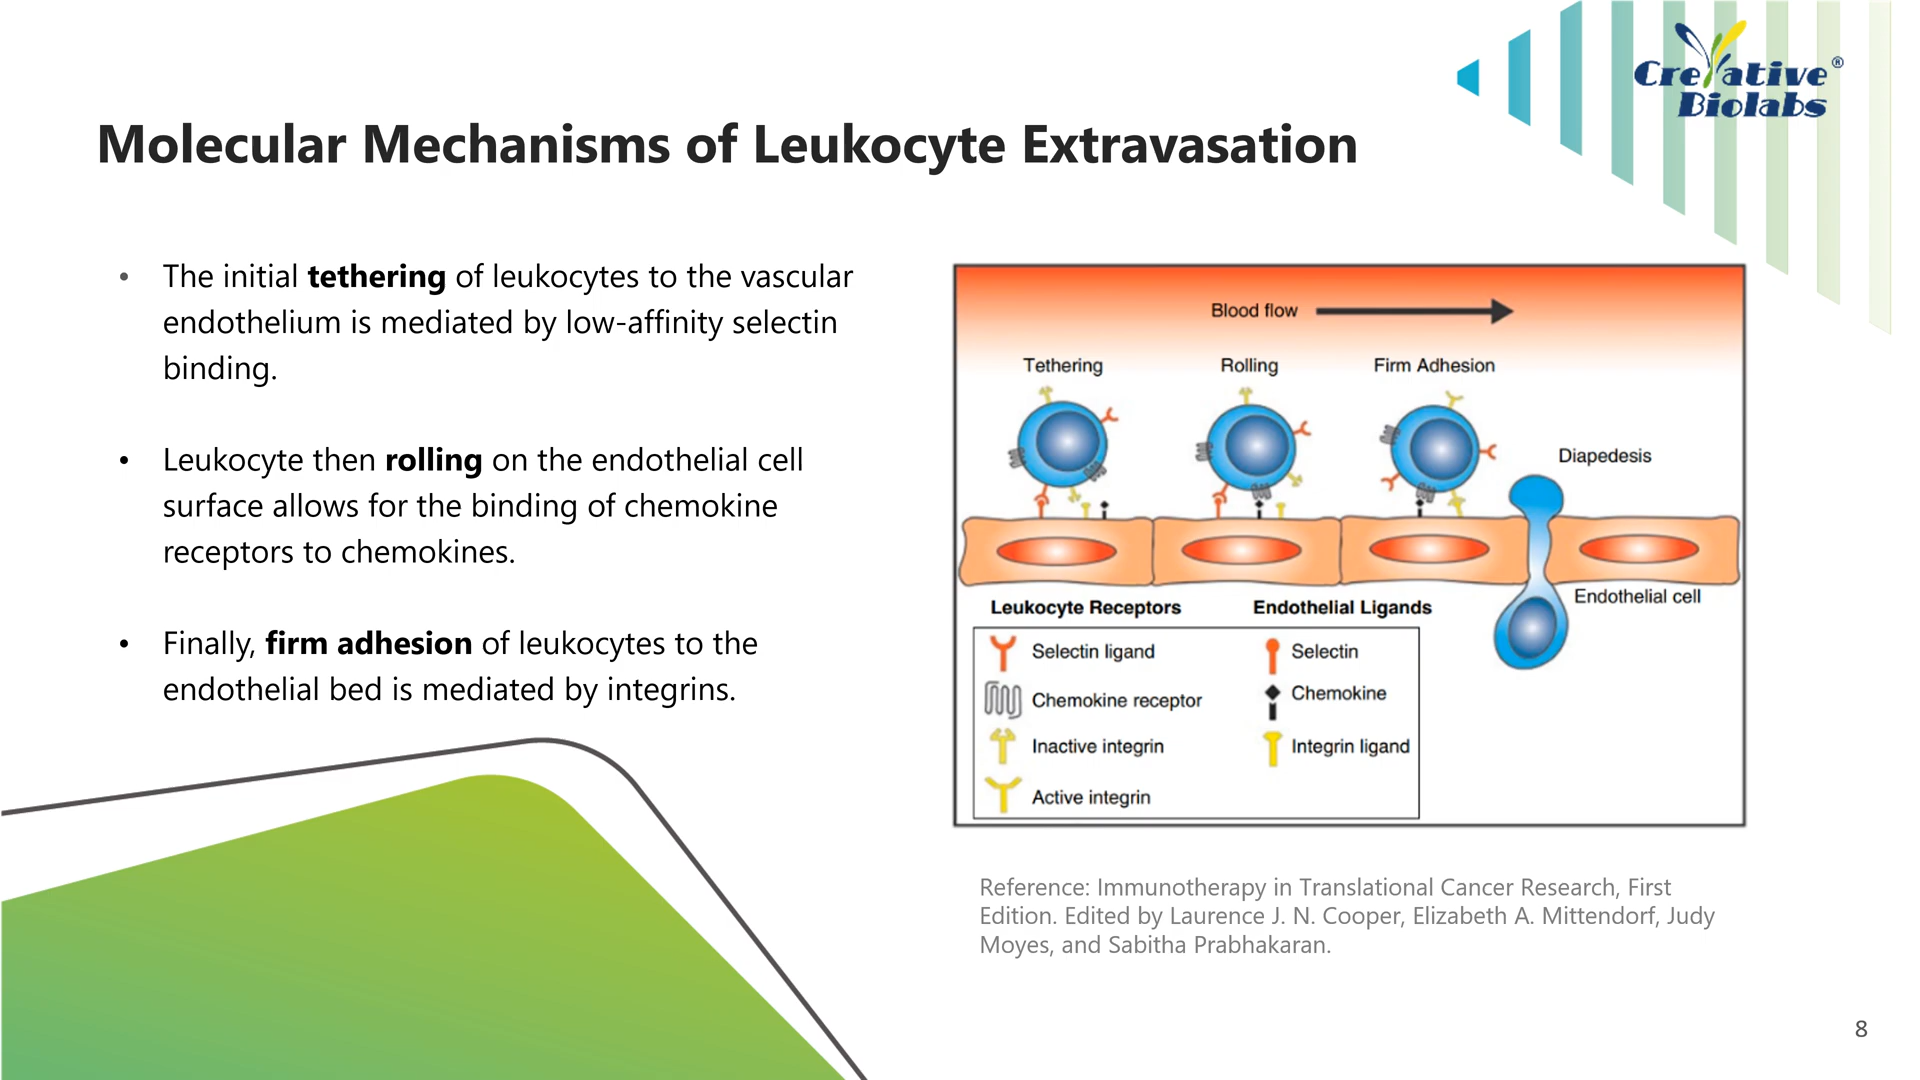 Creative®
Biolabs
Molecular Mechanisms of Leukocyte Extravasation
• The initial tethering of leukocytes to the vascular
endothelium is mediated by low-affinity selectin
binding.
• Leukocyte then rolling on the endothelial cell
surface allows for the binding of chemokine
receptors to chemokines.
• Finally, firm adhesion of leukocytes to the
endothelial bed is mediated by integrins.
Blood flow
Tethering
Rolling
Firm Adhesion
Diapedesis
Endothelial cell
Leukocyte Receptors
Selectin ligand
Chemokine receptor
Inactive integrin
Active integrin
Endothelial Ligands
Selectin
Chemokine
Integrin ligand
Reference: Immunotherapy in Translational Cancer Research, First
Edition. Edited by Laurence J. N. Cooper, Elizabeth A. Mittendorf, Judy
Moyes, and Sabitha Prabhakaran.
8